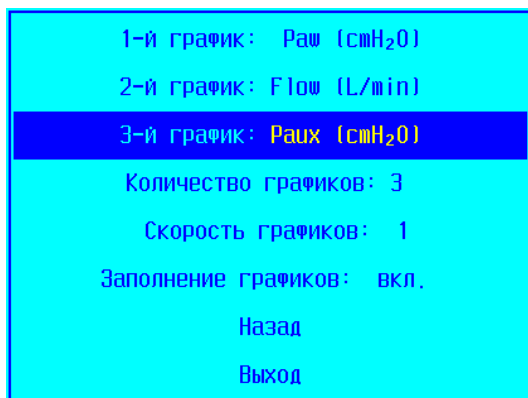 1-й график: Paw (cmH₂O)
2-й график: Flow (L/min)
3-й график: Paux (cmH₂O)
Количество графиков: 3
Скорость графиков: 1
Заполнение графиков: вкл.
Назад
Выход